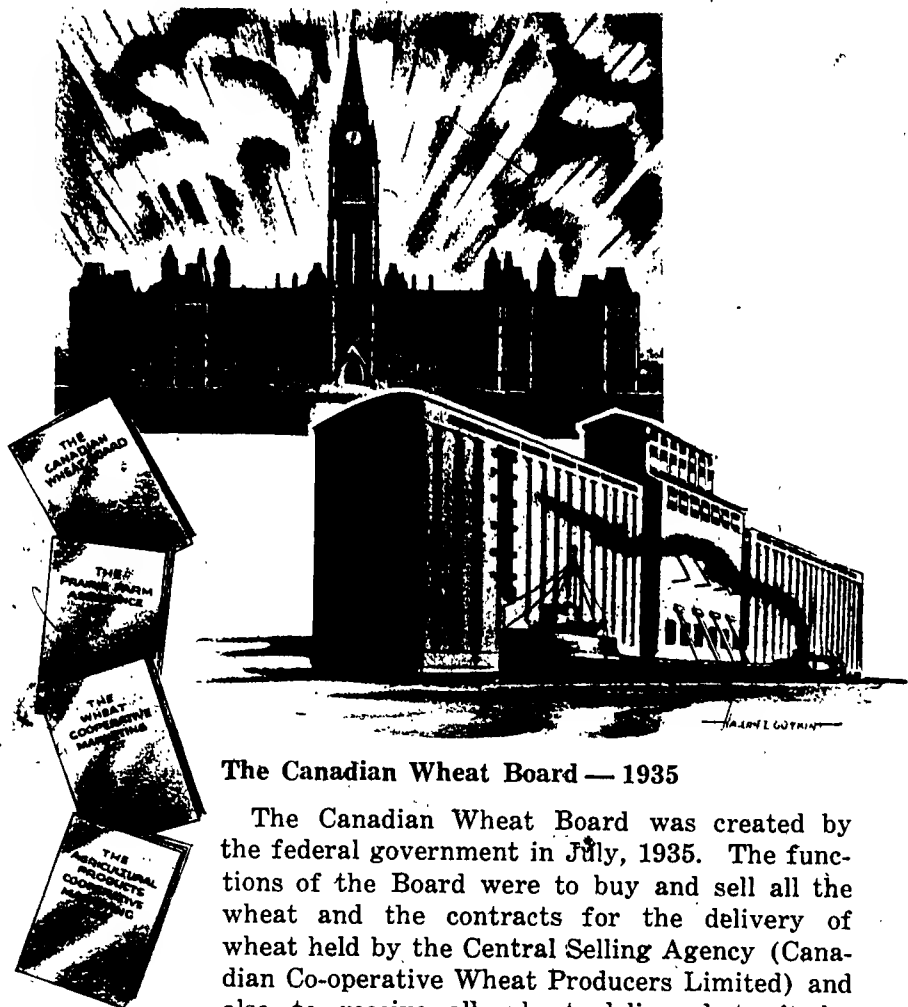 THE
CANADIAN
WHEAT BOARD
THE
PRAIRIE FARM
ASSISTANCE
THE
WHEAT
COOPERATIVE
MARKETING
THE
AGRICULTURAL
PRODUCTS
COOPERATIVE
MARKETING
HARRY E GUTKIN
The Canadian Wheat Board — 1935
The Canadian Wheat Board was created by
the federal government in July, 1935. The func-
tions of the Board were to buy and sell all the
wheat and the contracts for the delivery of
wheat held by the Central Selling Agency (Cana-
dian Co-operative Wheat Producers Limited) and